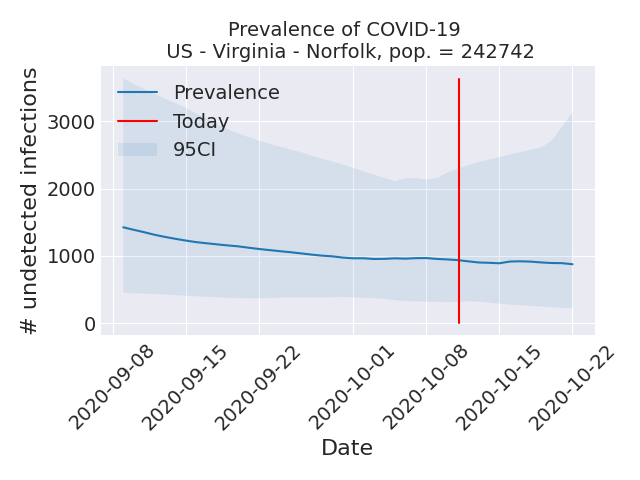 Prevalence of COVID-19
US - Virginia - Norfolk, pop. = 242742
# undetected infections
3000
2000
1000
0
Prevalence
Today
95CI
2020-09-08
2020-09-15
2020-09-22
2020-10-01
2020-10-08
2020-10-15
2020-10-22
Date